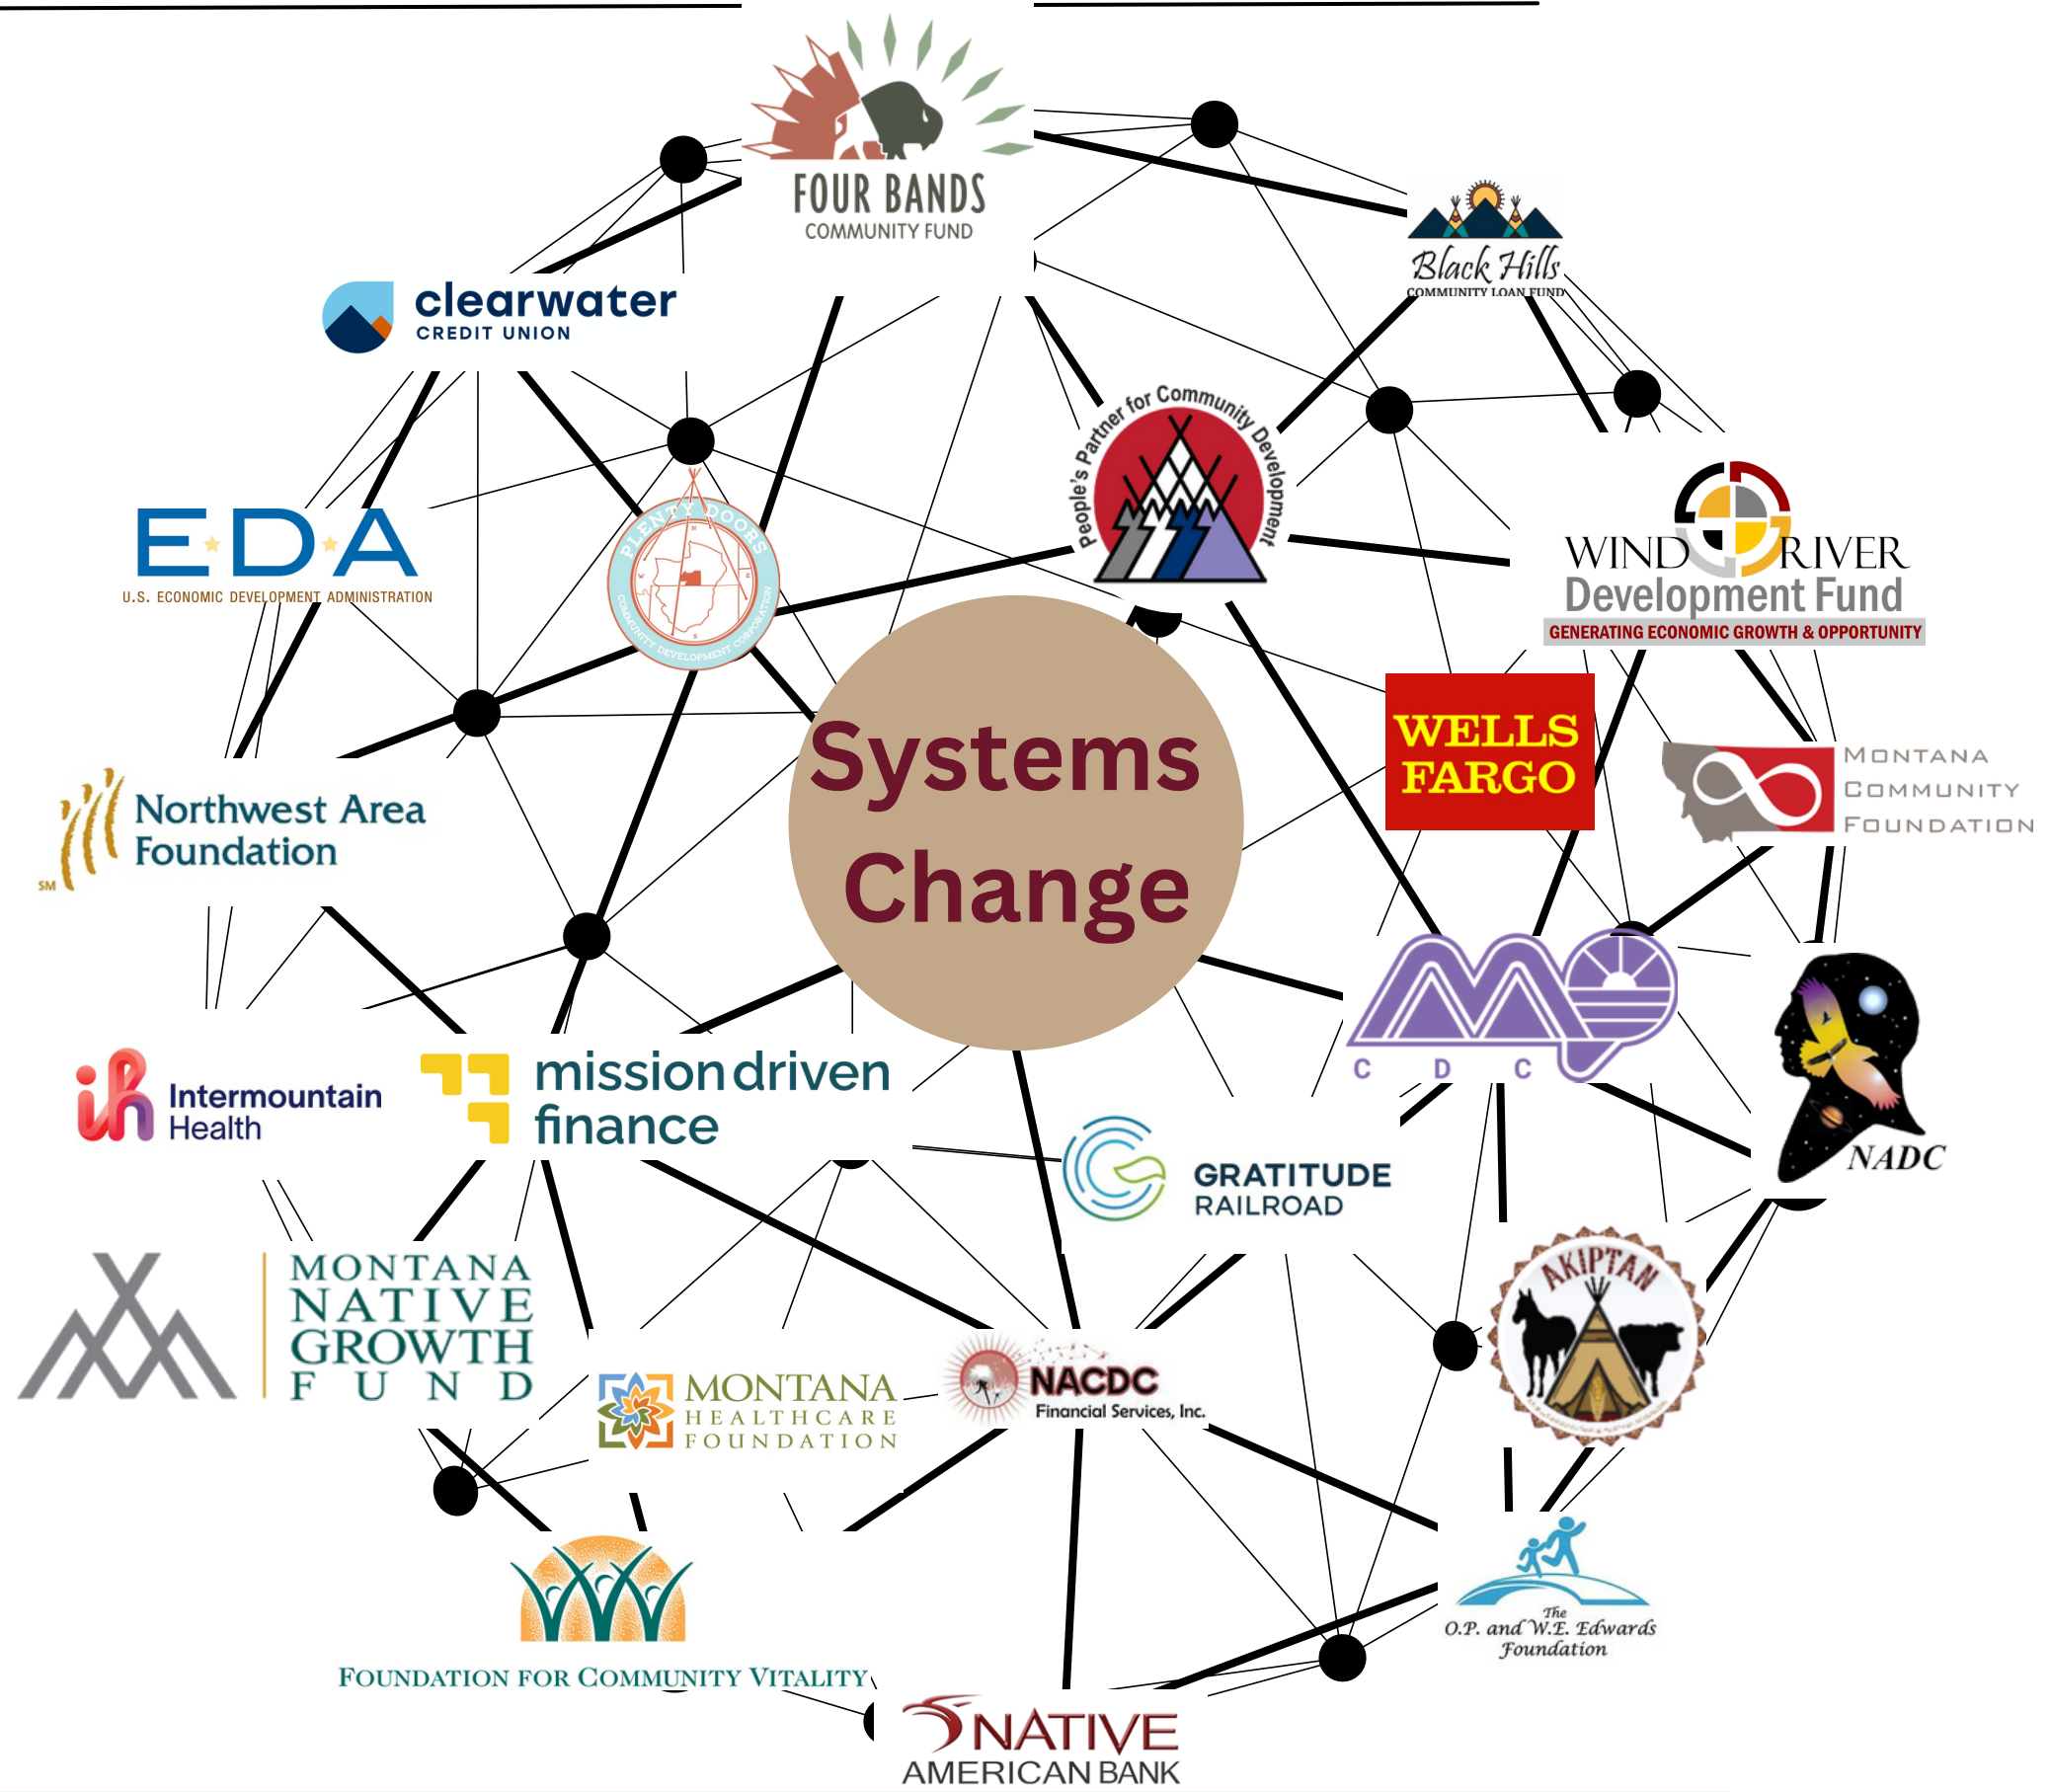 FOUR BANDS
COMMUNITY FUND
Black Hills
COMMUNITY LOAN FUND
clearwater
CREDIT UNION
People's Partner for Community Development
EDA
U.S. ECONOMIC DEVELOPMENT ADMINISTRATION
PLENTY DOORS
COMMUNITY DEVELOPMENT CORPORATION
WIND RIVER
Development Fund
GENERATING ECONOMIC GROWTH & OPPORTUNITY
Systems
Change
WELLS
FARGO
MONTANA
COMMUNITY
FOUNDATION
Northwest Area
Foundation
SM
CDC
NADC
Intermountain
Health
mission driven
finance
GRATITUDE
RAILROAD
MONTANA
NATIVE
GROWTH
FUND
AKIPTAN
MONTANA
HEALTHCARE
FOUNDATION
NACDC
Financial Services, Inc.
The
O.P. and W.E. Edwards
Foundation
FOUNDATION FOR COMMUNITY VITALITY
NATIVE
AMERICAN BANK